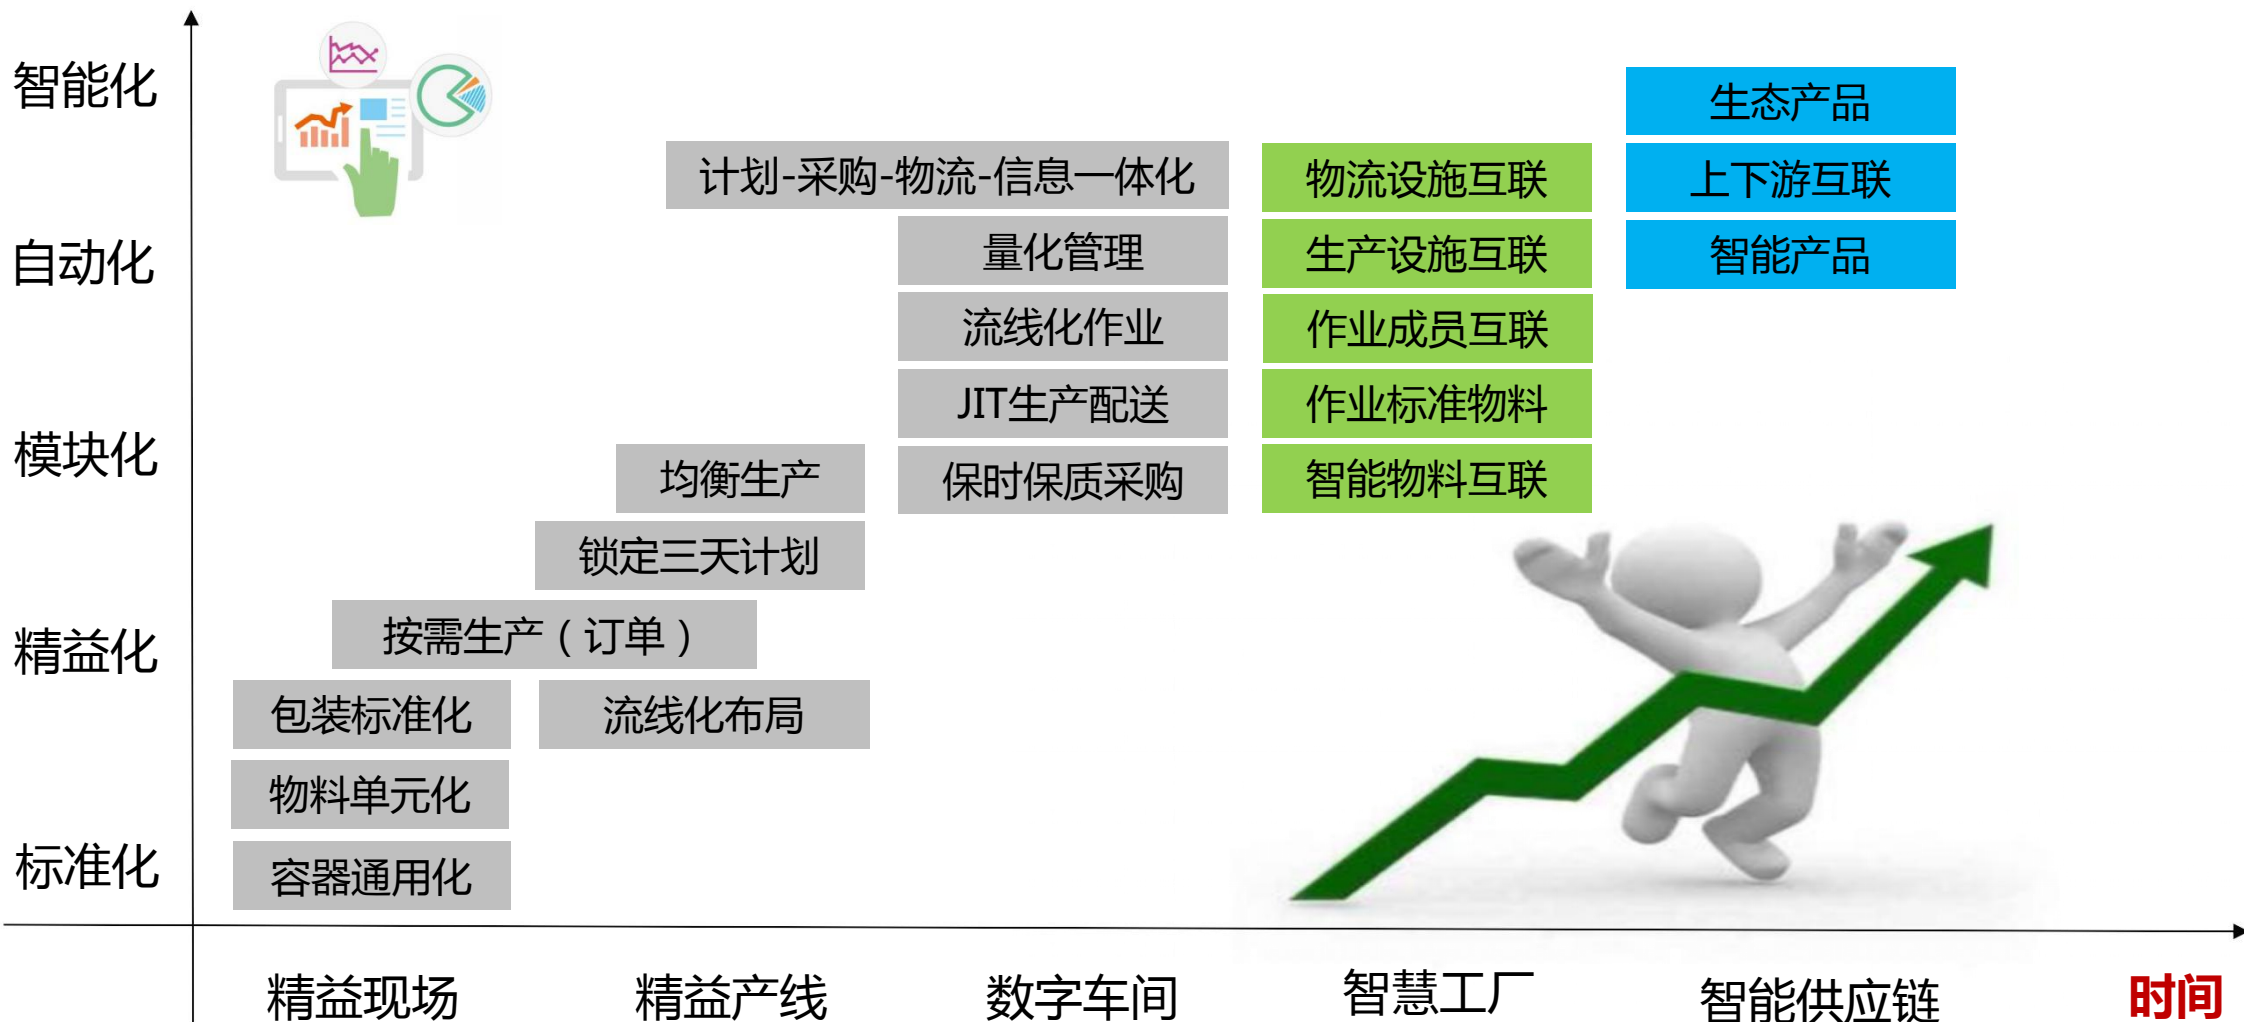 智能化
生态产品
计划-采购-物流-信息一体化
物流设施互联
上下游互联
自动化
量化管理
生产设施互联
智能产品
流线化作业
作业成员互联
JIT生产配送
作业标准物料
模块化
均衡生产
保时保质采购
智能物料互联
锁定三天计划
精益化
按需生产（订单）
包装标准化
流线化布局
物料单元化
标准化
容器通用化
精益现场
精益产线
数字车间
智慧工厂
智能供应链
时间